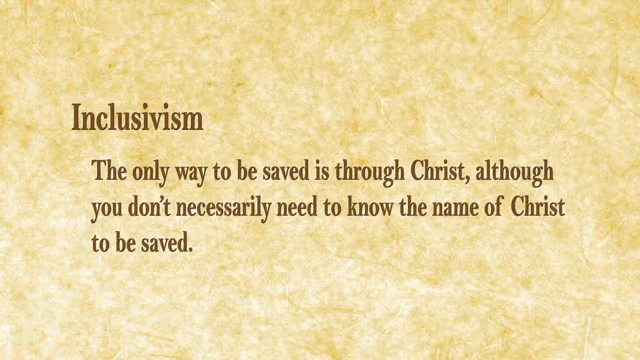 Inclusivism
The only way to be saved is through Christ, although
you don't necessarily need to know the name of Christ
to be saved.